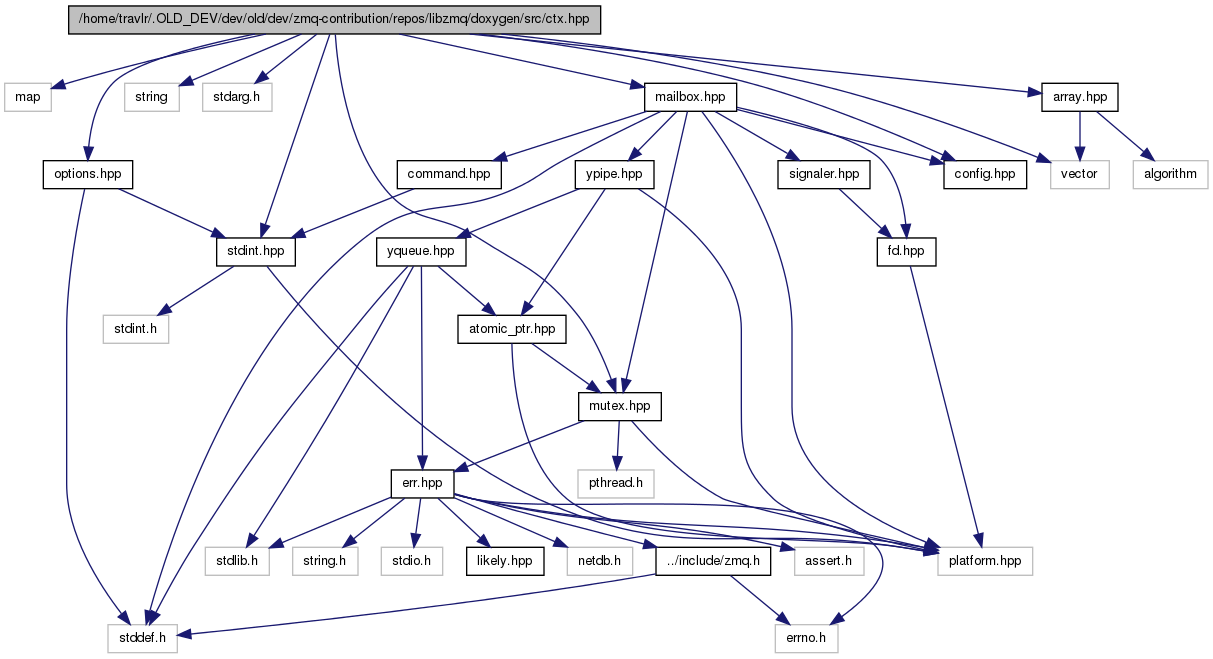 /home/travlr/.OLD_DEV/dev/old/dev/zmq-contribution/repos/libzmq/doxygen/src/ctx.hpp
map
string
stdarg.h
mailbox.hpp
array.hpp
options.hpp
command.hpp
ypipe.hpp
signaler.hpp
config.hpp
vector
algorithm
stdint.hpp
yqueue.hpp
fd.hpp
stdint.h
atomic_ptr.hpp
mutex.hpp
err.hpp
pthread.h
stdlib.h
string.h
stdio.h
likely.hpp
netdb.h
../include/zmq.h
assert.h
platform.hpp
stddef.h
errno.h